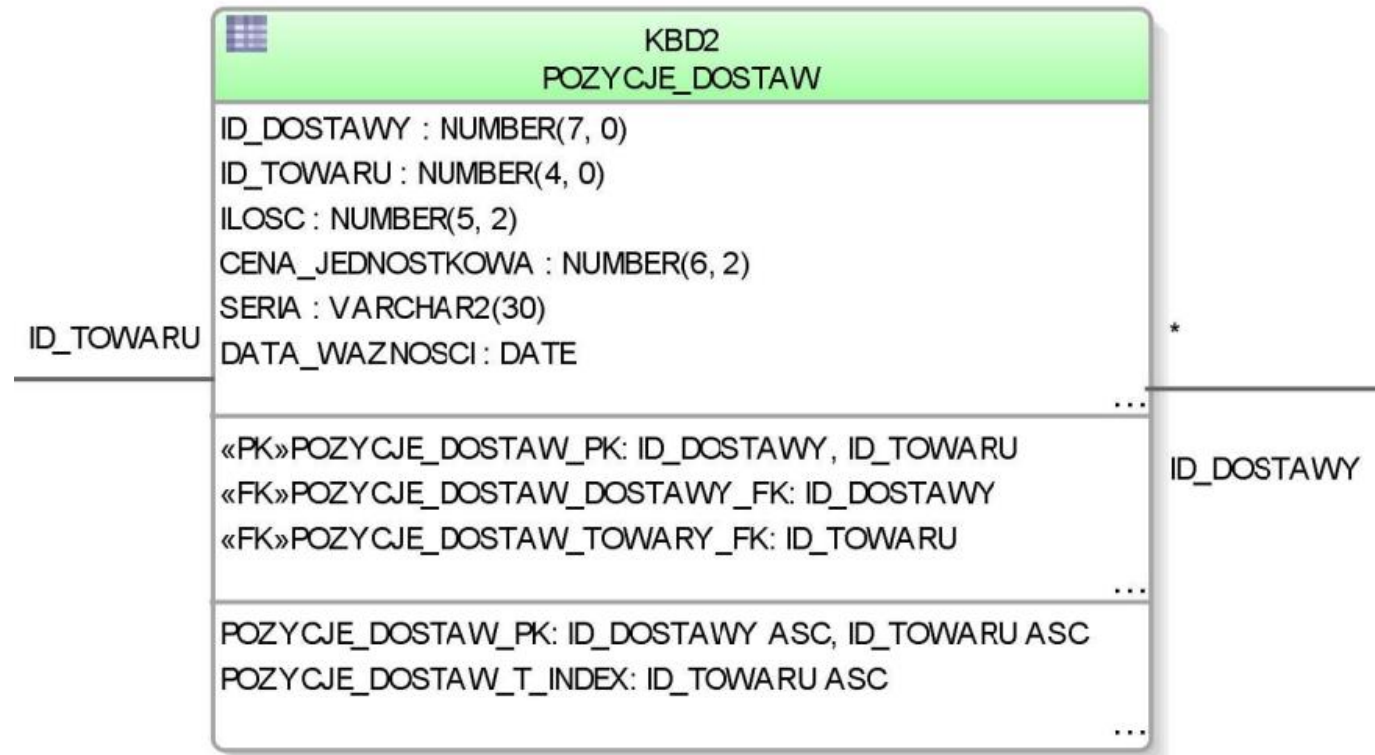 KBD2
POZYCJE_DOSTAW
ID_DOSTAWY : NUMBER(7, 0)
ID_TOWARU : NUMBER(4, 0)
ILOSC : NUMBER(5, 2)
CENA_JEDNOSTKOWA : NUMBER(6, 2)
SERIA : VARCHAR2(30)
DATA_WAZNOSCI : DATE
...
ID_TOWARU
*
ID_DOSTAWY
«PK»POZYCJE_DOSTAW_PK: ID_DOSTAWY, ID_TOWARU
«FK»POZYCJE_DOSTAW_DOSTAWY_FK: ID_DOSTAWY
«FK»POZYCJE_DOSTAW_TOWARY_FK: ID_TOWARU
...
POZYCJE_DOSTAW_PK: ID_DOSTAWY ASC, ID_TOWARU ASC
POZYCJE_DOSTAW_T_INDEX: ID_TOWARU ASC
...